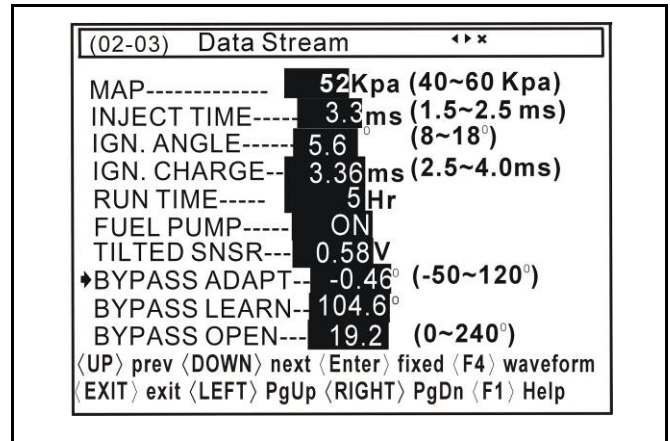 (02-03) Data Stream ◂ ▸ ×
MAP------------- 52Kpa (40~60 Kpa)
INJECT TIME----- 3.3ms (1.5~2.5 ms)
IGN. ANGLE----- 5.6° (8~18°)
IGN. CHARGE-- 3.36ms (2.5~4.0ms)
RUN TIME----- 5Hr
FUEL PUMP----- ON
TILTED SNSR--- 0.58V
➧BYPASS ADAPT-- -0.46° (-50~120°)
BYPASS LEARN-- 104.6°
BYPASS OPEN--- 19.2 (0~240°)
〈UP〉 prev 〈DOWN〉 next 〈Enter〉 fixed 〈F4〉 waveform
〈EXIT〉 exit 〈LEFT〉 PgUp 〈RIGHT〉 PgDn 〈F1〉 Help